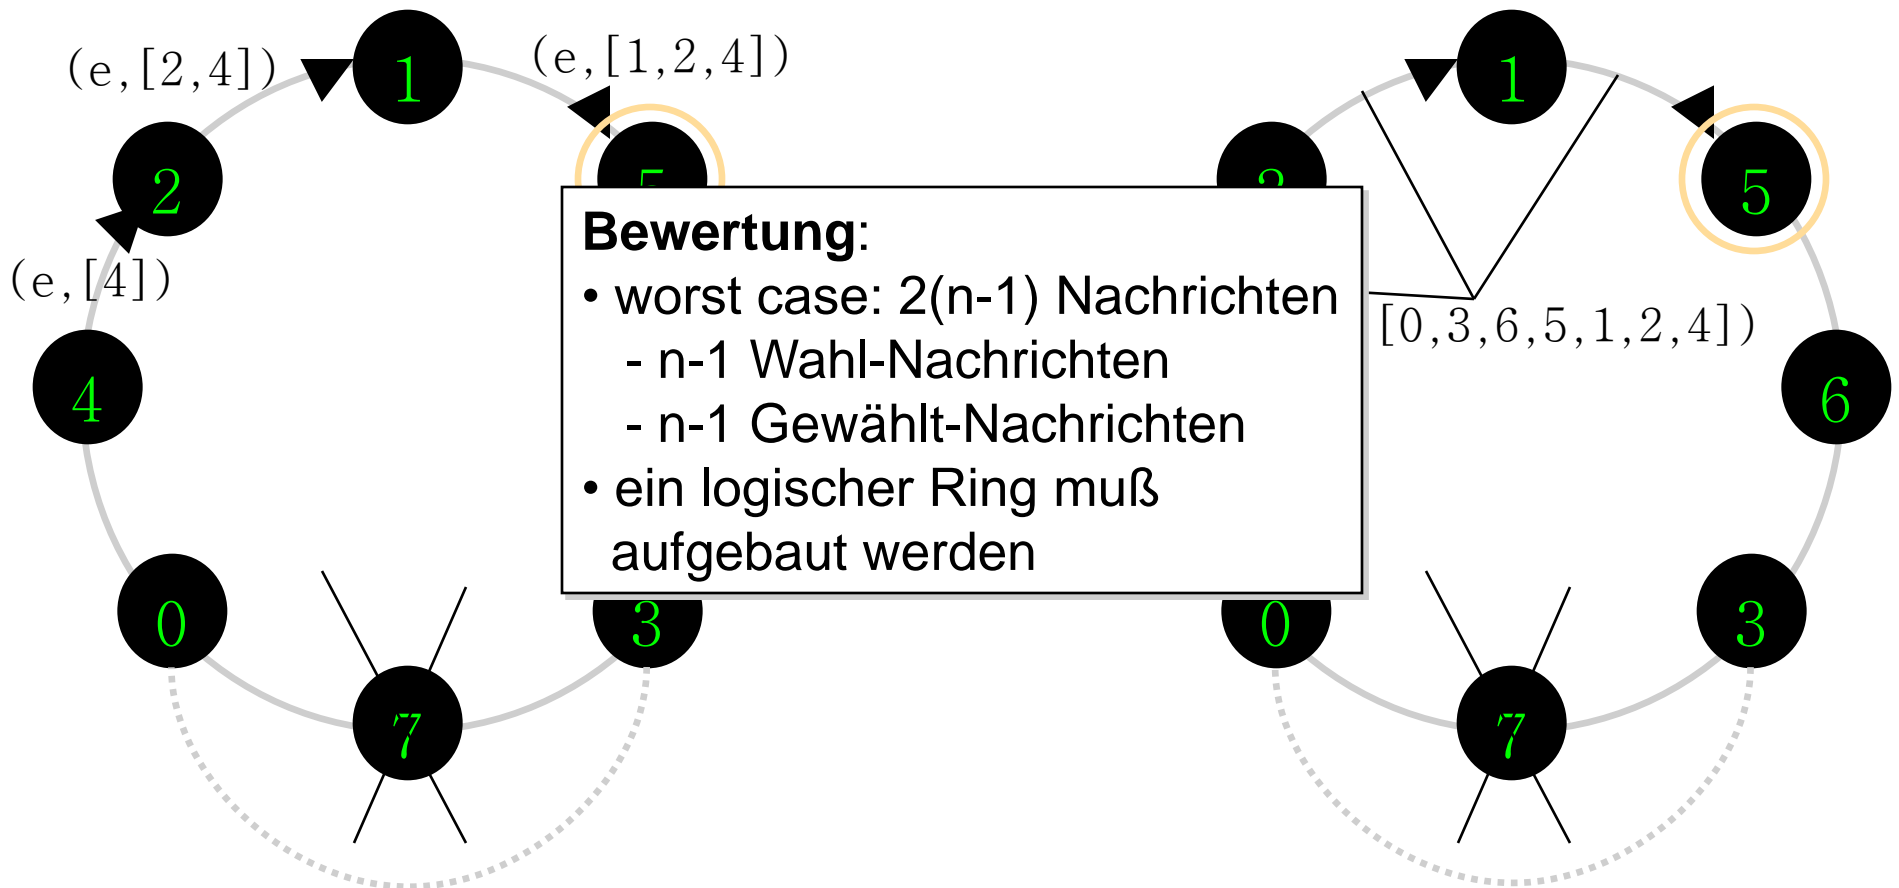 (e,[2,4])
1
(e,[1,2,4])
2
(e,[4])
4
0
7
3
Bewertung:
• worst case: 2(n-1) Nachrichten
- n-1 Wahl-Nachrichten
- n-1 Gewählt-Nachrichten
• ein logischer Ring muß
aufgebaut werden
1
5
[0,3,6,5,1,2,4])
6
0
7
3